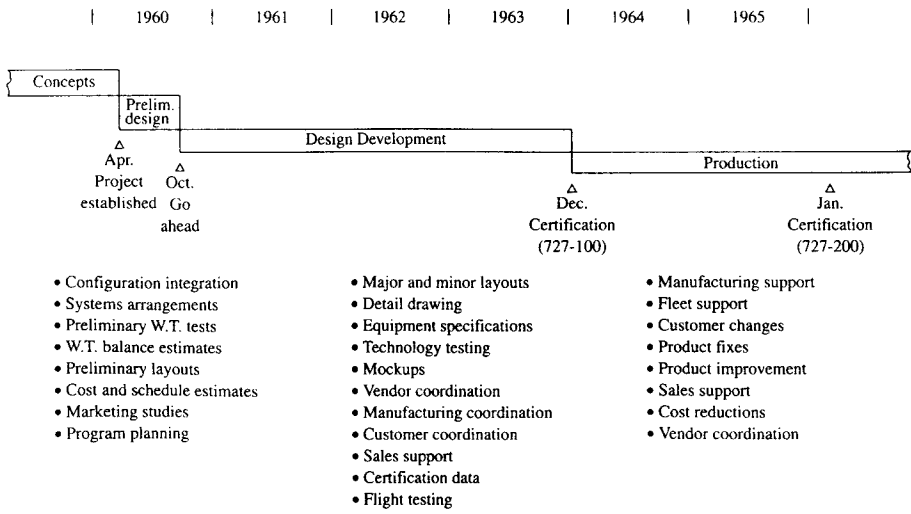 1960 1961 1962 1963 1964 1965
Concepts
Prelim.
design
Design Development
Production
Apr.
Project
established
Oct.
Go
ahead
Dec.
Certification
(727-100)
Jan.
Certification
(727-200)
• Configuration integration
• Systems arrangements
• Preliminary W.T. tests
• W.T. balance estimates
• Preliminary layouts
• Cost and schedule estimates
• Marketing studies
• Program planning
• Major and minor layouts
• Detail drawing
• Equipment specifications
• Technology testing
• Mockups
• Vendor coordination
• Manufacturing coordination
• Customer coordination
• Sales support
• Certification data
• Flight testing
• Manufacturing support
• Fleet support
• Customer changes
• Product fixes
• Product improvement
• Sales support
• Cost reductions
• Vendor coordination